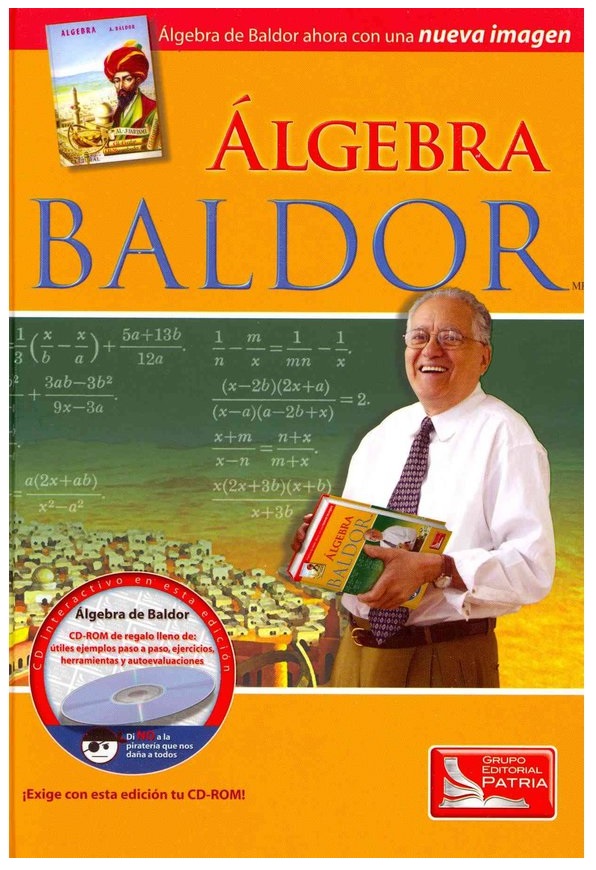 ÁLGEBRA A. BALDOR
Álgebra de Baldor ahora con una nueva imagen
ÁLGEBRA
BALDOR
1/3 (x/b − x/a) + 5a+13b/12a
1/n − m/x = 1/mn − 1/x.
+ 3ab−3b²/9x−3a
(x−2b)(2x+a)/(x−a)(a−2b+x) = 2.
x+m/x−n = n+x/m+x.
a(2x+ab)/x²−a²
x(2x+3b)(x+b)/x+3b
ÁLGEBRA
BALDOR
CD Interactivo en esta edición
Álgebra de Baldor
CD-ROM de regalo lleno de:
útiles ejemplos paso a paso, ejercicios,
herramientas y autoevaluaciones
Di NO a la
piratería que nos
daña a todos
¡Exige con esta edición tu CD-ROM!
GRUPO
EDITORIAL
PATRIA